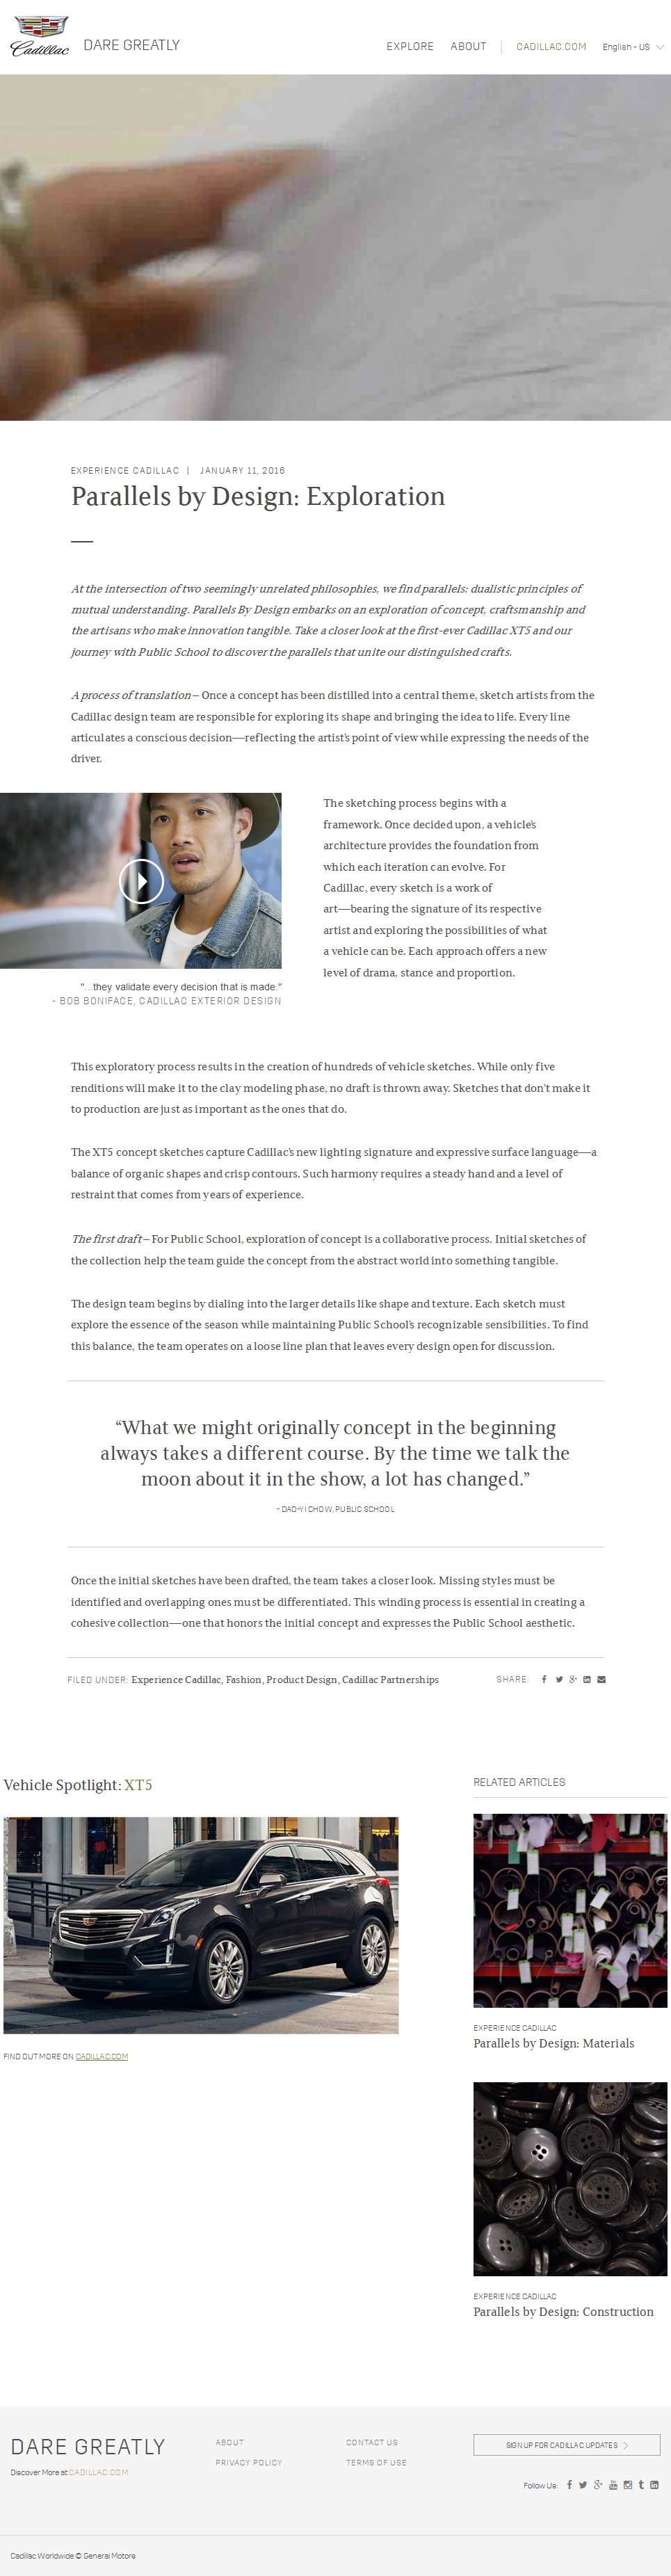 Cadillac
DARE GREATLY
EXPLORE ABOUT | CADILLAC.COM English - US
EXPERIENCE CADILLAC | JANUARY 11, 2016
Parallels by Design: Exploration
At the intersection of two seemingly unrelated philosophies, we find parallels: dualistic principles of
mutual understanding. Parallels By Design embarks on an exploration of concept, craftsmanship and
the artisans who make innovation tangible. Take a closer look at the first-ever Cadillac XT5 and our
journey with Public School to discover the parallels that unite our distinguished crafts.
A process of translation – Once a concept has been distilled into a central theme, sketch artists from the
Cadillac design team are responsible for exploring its shape and bringing the idea to life. Every line
articulates a conscious decision—reflecting the artist's point of view while expressing the needs of the
driver.
The sketching process begins with a
framework. Once decided upon, a vehicle's
architecture provides the foundation from
which each iteration can evolve. For
Cadillac, every sketch is a work of
art—bearing the signature of its respective
artist and exploring the possibilities of what
a vehicle can be. Each approach offers a new
level of drama, stance and proportion.
"...they validate every decision that is made."
- BOB BONIFACE, CADILLAC EXTERIOR DESIGN
This exploratory process results in the creation of hundreds of vehicle sketches. While only five
renditions will make it to the clay modeling phase, no draft is thrown away. Sketches that don't make it
to production are just as important as the ones that do.
The XT5 concept sketches capture Cadillac's new lighting signature and expressive surface language—a
balance of organic shapes and crisp contours. Such harmony requires a steady hand and a level of
restraint that comes from years of experience.
The first draft – For Public School, exploration of concept is a collaborative process. Initial sketches of
the collection help the team guide the concept from the abstract world into something tangible.
The design team begins by dialing into the larger details like shape and texture. Each sketch must
explore the essence of the season while maintaining Public School's recognizable sensibilities. To find
this balance, the team operates on a loose line plan that leaves every design open for discussion.
“What we might originally concept in the beginning
always takes a different course. By the time we talk the
moon about it in the show, a lot has changed.”
- DAO-YI CHOW, PUBLIC SCHOOL
Once the initial sketches have been drafted, the team takes a closer look. Missing styles must be
identified and overlapping ones must be differentiated. This winding process is essential in creating a
cohesive collection—one that honors the initial concept and expresses the Public School aesthetic.
FILED UNDER: Experience Cadillac, Fashion, Product Design, Cadillac Partnerships
SHARE:
Vehicle Spotlight: XT5
FIND OUT MORE ON CADILLAC.COM
RELATED ARTICLES
EXPERIENCE CADILLAC
Parallels by Design: Materials
EXPERIENCE CADILLAC
Parallels by Design: Construction
DARE GREATLY
Discover More at CADILLAC.COM
ABOUT
PRIVACY POLICY
CONTACT US
TERMS OF USE
SIGN UP FOR CADILLAC UPDATES
Follow Us:
Cadillac Worldwide © General Motors